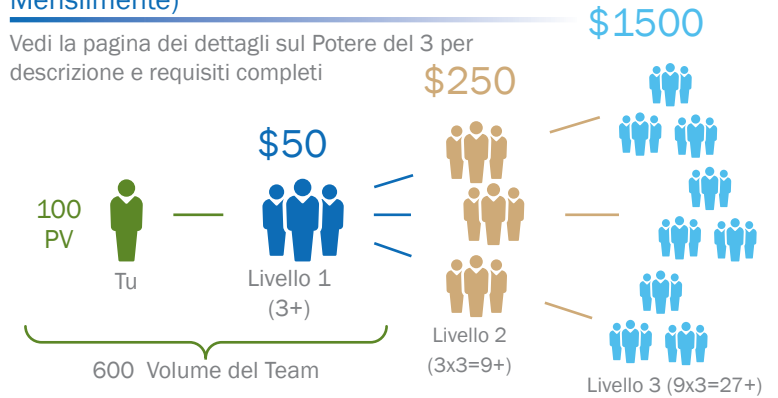 Mensilmente)
Vedi la pagina dei dettagli sul Potere del 3 per
descrizione e requisiti completi
$1500
$250
$50
100
PV
Tu
Livello 1
(3+)
Livello 2
(3x3=9+)
Livello 3 (9x3=27+)
600 Volume del Team